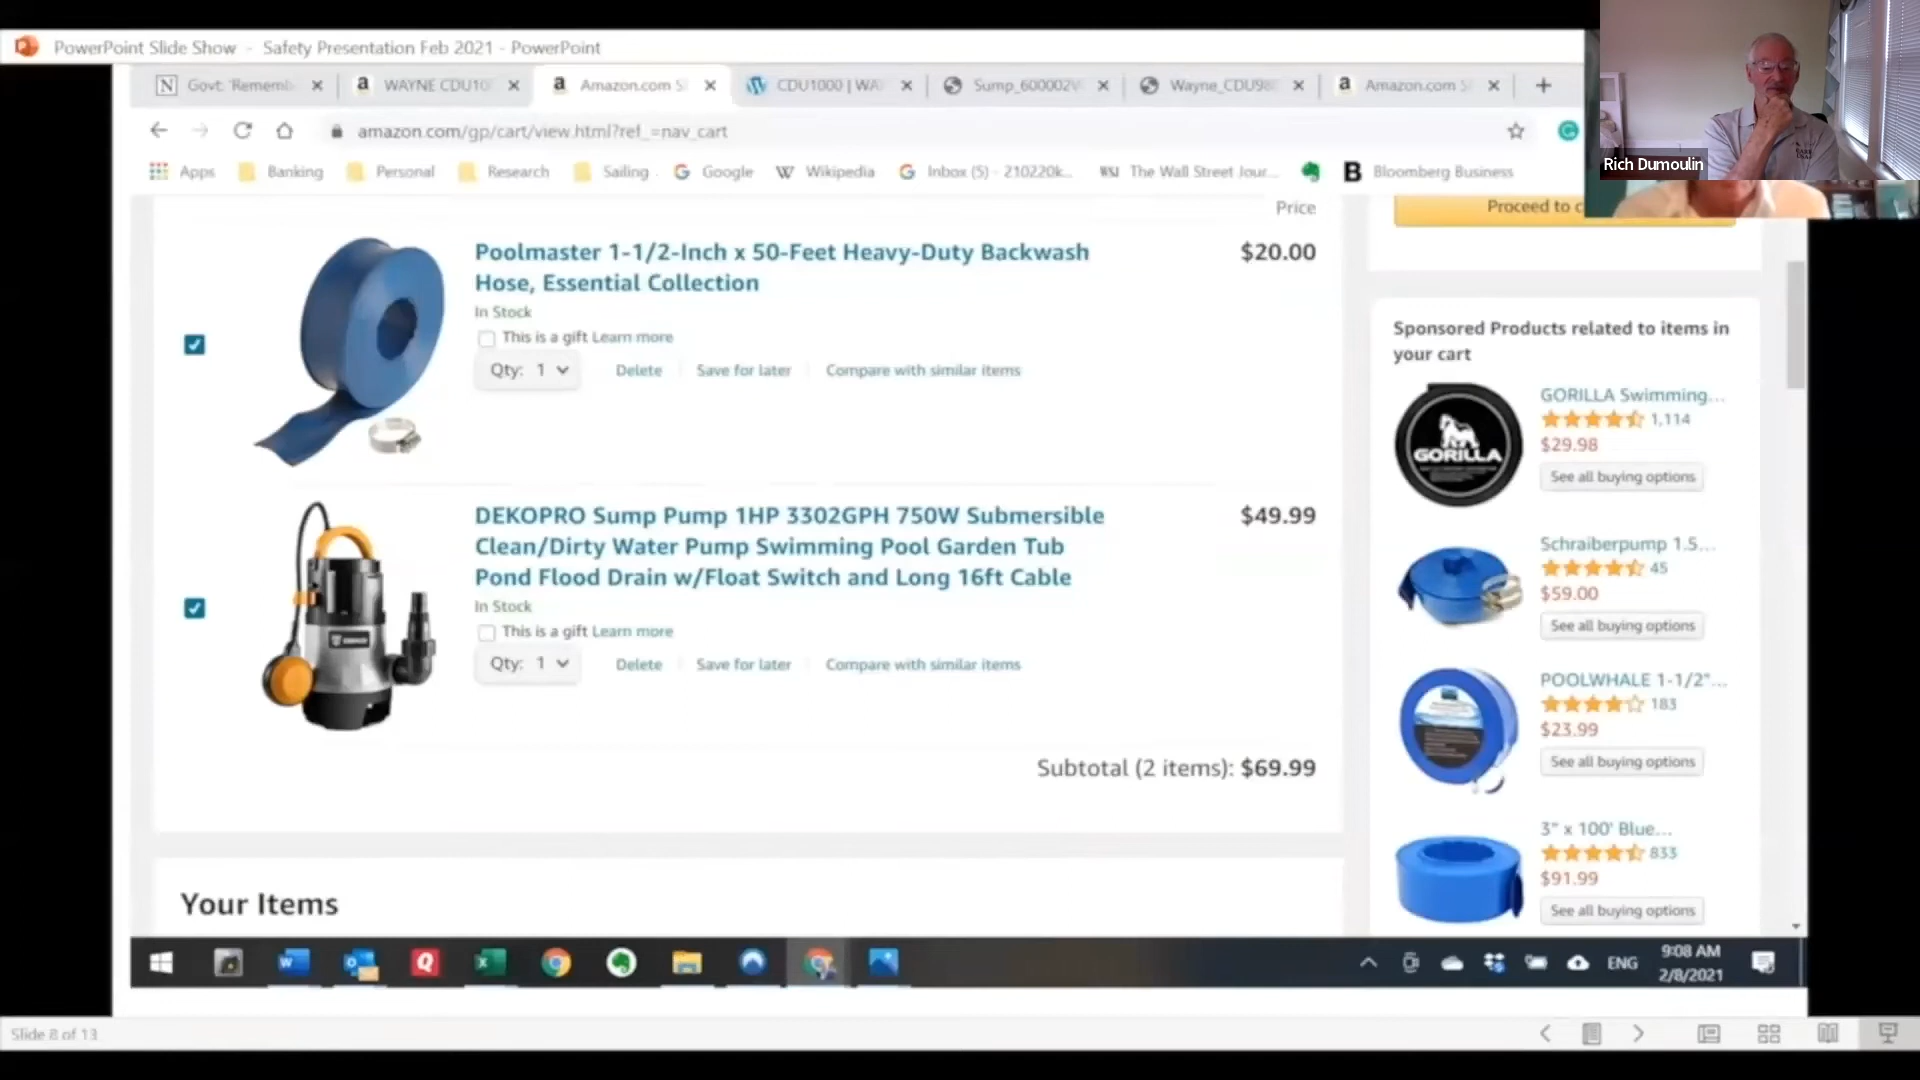 PowerPoint Slide Show - Safety Presentation Feb 2021 - PowerPoint
Govt: 'Rememb
WAYNE CDU10
Amazon.com S
CDU1000 | WA
Sump_600002V
Wayne_CDU98
Amazon.com S
amazon.com/gp/cart/view.html?ref_=nav_cart
Apps
Banking
Personal
Research
Sailing
Google
Wikipedia
Inbox (5) - 210220k...
WSJ The Wall Street Jour...
Bloomberg Business
Rich Dumoulin
Price
Proceed to c
Poolmaster 1-1/2-Inch x 50-Feet Heavy-Duty Backwash
Hose, Essential Collection
$20.00
In Stock
This is a gift Learn more
Qty: 1
Delete
Save for later
Compare with similar items
DEKOPRO Sump Pump 1HP 3302GPH 750W Submersible
Clean/Dirty Water Pump Swimming Pool Garden Tub
Pond Flood Drain w/Float Switch and Long 16ft Cable
$49.99
In Stock
This is a gift Learn more
Qty: 1
Delete
Save for later
Compare with similar items
Subtotal (2 items): $69.99
Your Items
Sponsored Products related to items in
your cart
GORILLA
GORILLA Swimming...
1,114
$29.98
See all buying options
Schraiberpump 1.5...
45
$59.00
See all buying options
POOLWHALE 1-1/2"...
183
$23.99
See all buying options
3" x 100' Blue...
833
$91.99
See all buying options
ENG
9:08 AM
2/8/2021
Slide 8 of 13